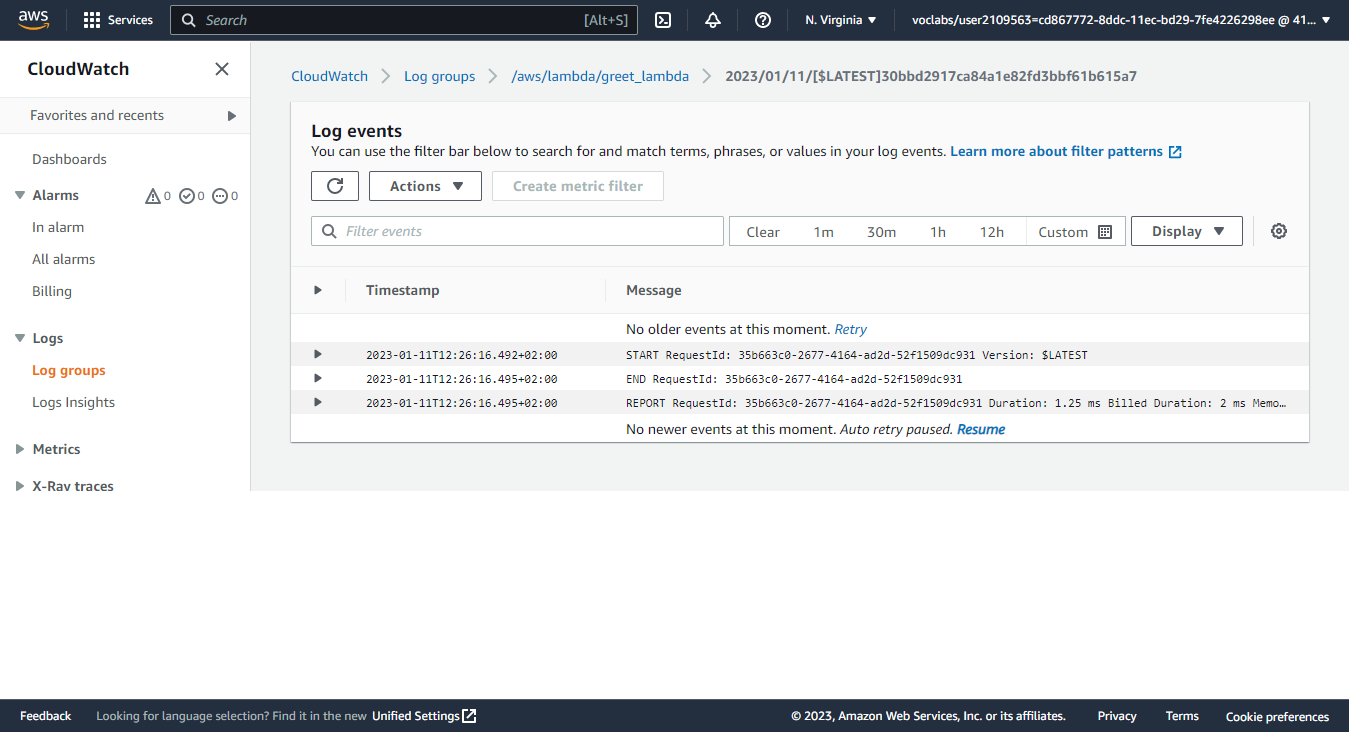 aws Services Search [Alt+S] N. Virginia voclabs/user2109563=cd867772-8ddc-11ec-bd29-7fe4226298ee @ 41...
CloudWatch
Favorites and recents
Dashboards
Alarms 0 0 0
In alarm
All alarms
Billing
Logs
Log groups
Logs Insights
Metrics
X-Ray traces
CloudWatch Log groups /aws/lambda/greet_lambda 2023/01/11/[$LATEST]30bbd2917ca84a1e82fd3bbf61b615a7
Log events
You can use the filter bar below to search for and match terms, phrases, or values in your log events. Learn more about filter patterns
Actions Create metric filter
Filter events Clear 1m 30m 1h 12h Custom Display
Timestamp Message
No older events at this moment. Retry
2023-01-11T12:26:16.492+02:00 START RequestId: 35b663c0-2677-4164-ad2d-52f1509dc931 Version: $LATEST
2023-01-11T12:26:16.495+02:00 END RequestId: 35b663c0-2677-4164-ad2d-52f1509dc931
2023-01-11T12:26:16.495+02:00 REPORT RequestId: 35b663c0-2677-4164-ad2d-52f1509dc931 Duration: 1.25 ms Billed Duration: 2 ms Memo…
No newer events at this moment. Auto retry paused. Resume
Feedback Looking for language selection? Find it in the new Unified Settings © 2023, Amazon Web Services, Inc. or its affiliates. Privacy Terms Cookie preferences